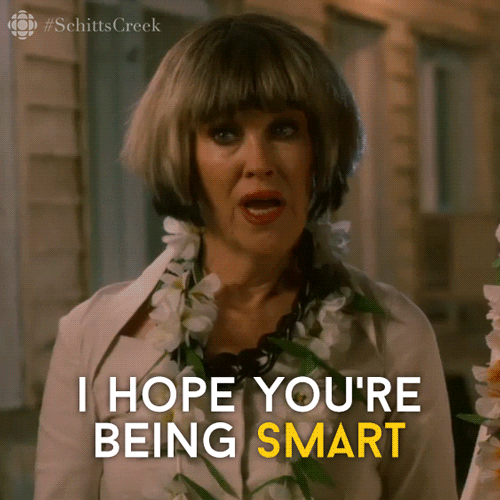 #SchittsCreek
I HOPE YOU'RE
BEING SMART